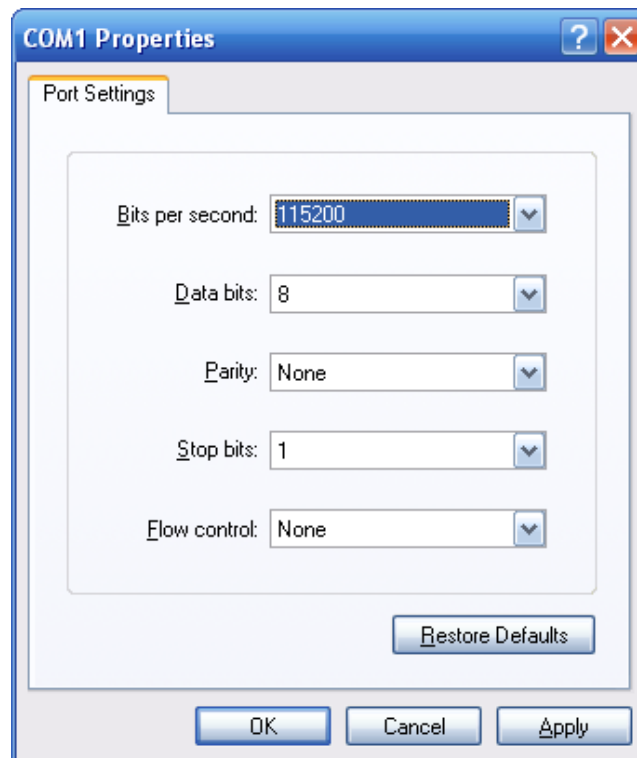 COM1 Properties
Port Settings
Bits per second: 115200
Data bits: 8
Parity: None
Stop bits: 1
Flow control: None
Restore Defaults
OK Cancel Apply